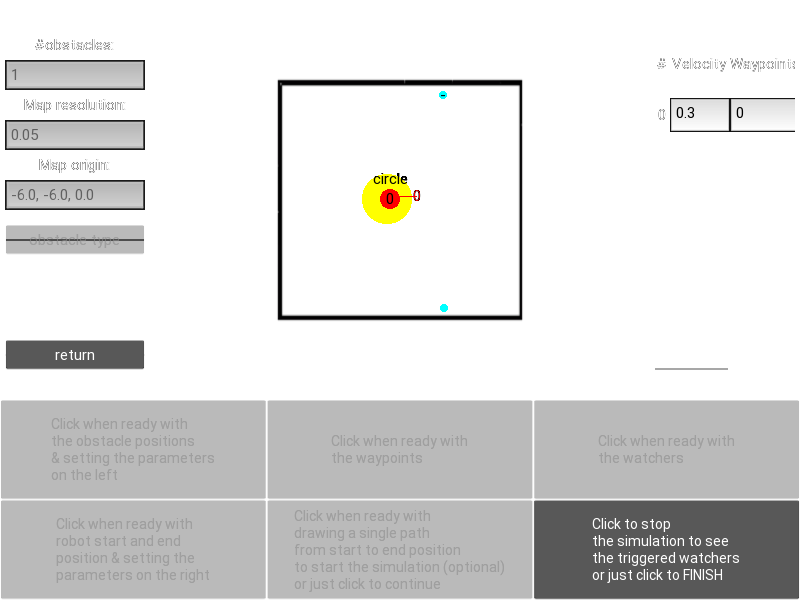 #obstacles:
1
Map resolution:
0.05
Map origin:
-6.0, -6.0, 0.0
obstacle type
return
circle
0
0
# Velocity Waypoint
0
0.3
0
Click when ready with
the obstacle positions
& setting the parameters
on the left
Click when ready with
the waypoints
Click when ready with
the watchers
Click when ready with
robot start and end
position & setting the
parameters on the right
Click when ready with
drawing a single path
from start to end position
to start the simulation (optional)
or just click to continue
Click to stop
the simulation to see
the triggered watchers
or just click to FINISH